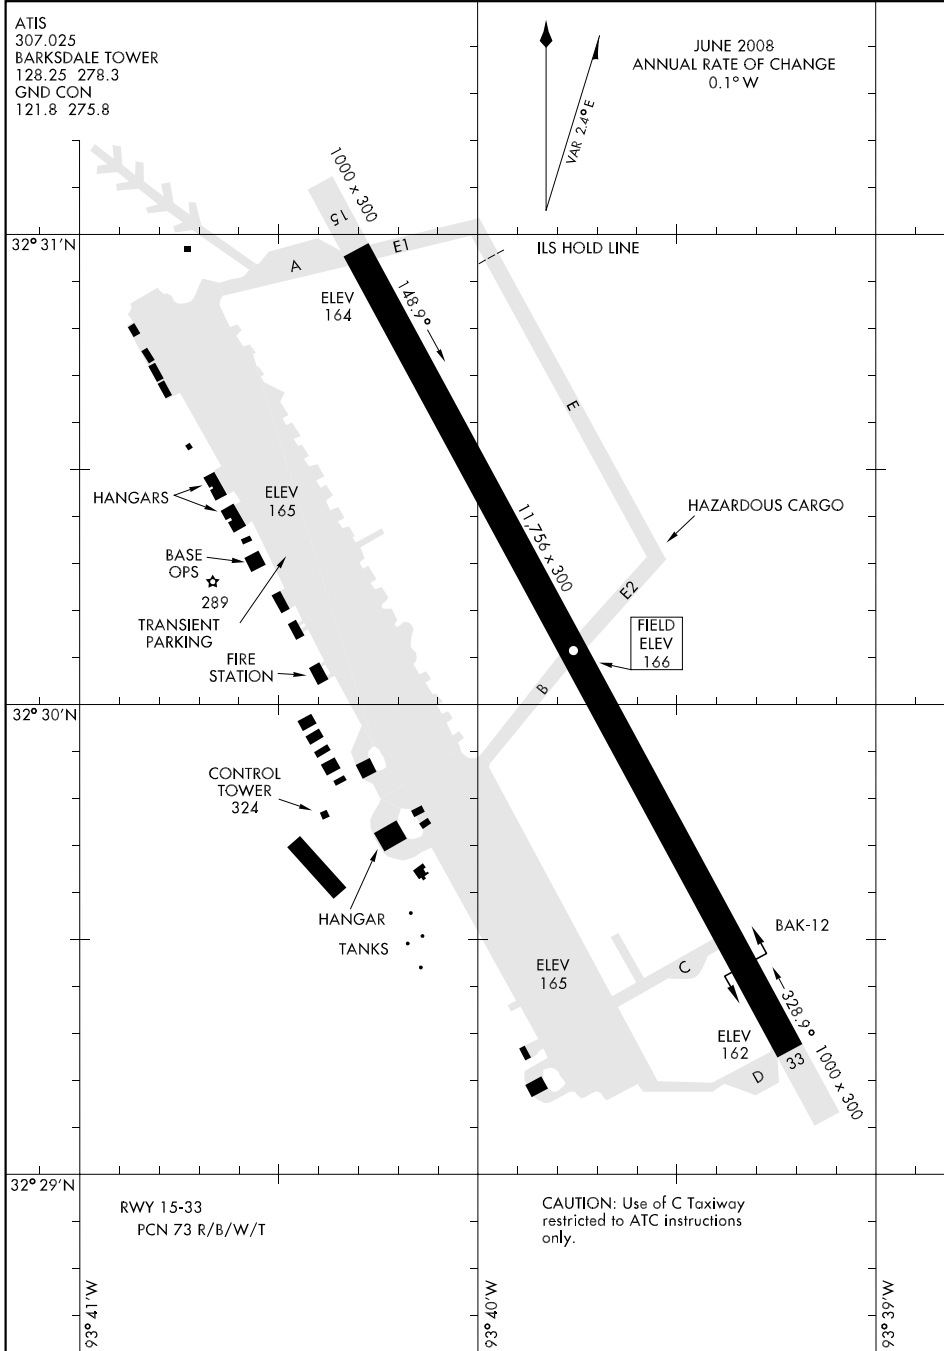 ATIS
307.025
BARKSDALE TOWER
128.25 278.3
GND CON
121.8 275.8
JUNE 2008
ANNUAL RATE OF CHANGE
0.1° W
VAR 2.4° E
1000 x 300
15
32° 31'N
A
E1
ILS HOLD LINE
ELEV
164
148.9°
E
HANGARS
ELEV
165
HAZARDOUS CARGO
11,756 x 300
BASE
OPS
289
E2
TRANSIENT
PARKING
FIELD
ELEV
166
FIRE
STATION
B
32° 30'N
CONTROL
TOWER
324
HANGAR
TANKS
BAK-12
ELEV
165
C
328.9°
ELEV
162
33
D
1000 x 300
32° 29'N
RWY 15-33
PCN 73 R/B/W/T
CAUTION: Use of C Taxiway
restricted to ATC instructions
only.
93° 41'W
93° 40'W
93° 39'W